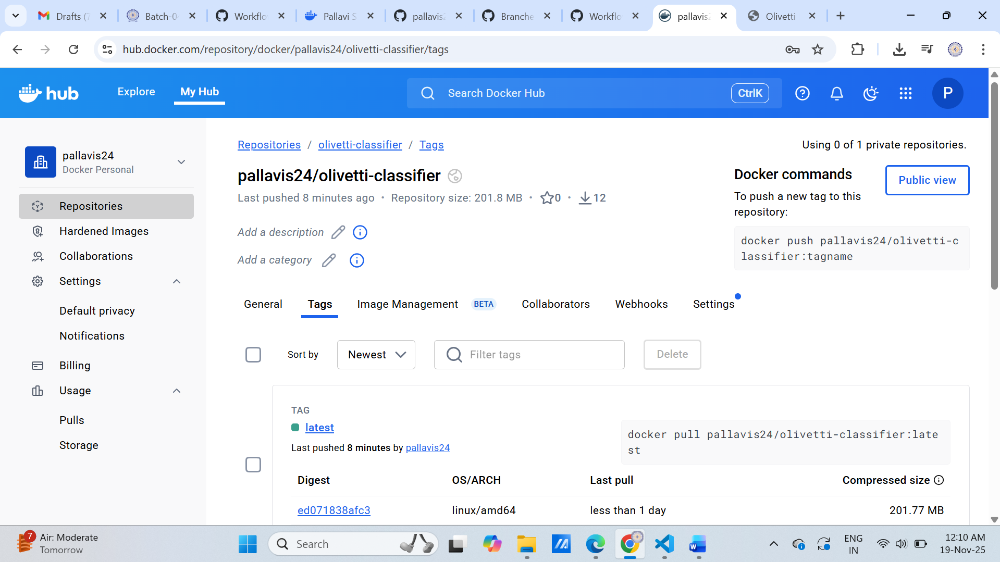 Drafts (7
Batch-04
Workflo
Pallavi S
pallavis2
Branche
Workflo
pallavis2
Olivetti
hub.docker.com/repository/docker/pallavis24/olivetti-classifier/tags
hub
Explore
My Hub
Search Docker Hub
CtrlK
P
pallavis24
Docker Personal
Repositories
Hardened Images
Collaborations
Settings
Default privacy
Notifications
Billing
Usage
Pulls
Storage
Repositories / olivetti-classifier / Tags
Using 0 of 1 private repositories.
pallavis24/olivetti-classifier
Last pushed 8 minutes ago • Repository size: 201.8 MB • 0 • 12
Add a description
Add a category
Docker commands
Public view
To push a new tag to this
repository:
docker push pallavis24/olivetti-c
lassifier:tagname
General
Tags
Image Management BETA
Collaborators
Webhooks
Settings
Sort by
Newest
Filter tags
Delete
TAG
latest
Last pushed 8 minutes by pallavis24
docker pull pallavis24/olivetti-classifier:late
st
Digest OS/ARCH Last pull Compressed size
ed071838afc3 linux/amd64 less than 1 day 201.77 MB
7
Air: Moderate
Tomorrow
Search
ENG
IN
12:10 AM
19-Nov-25